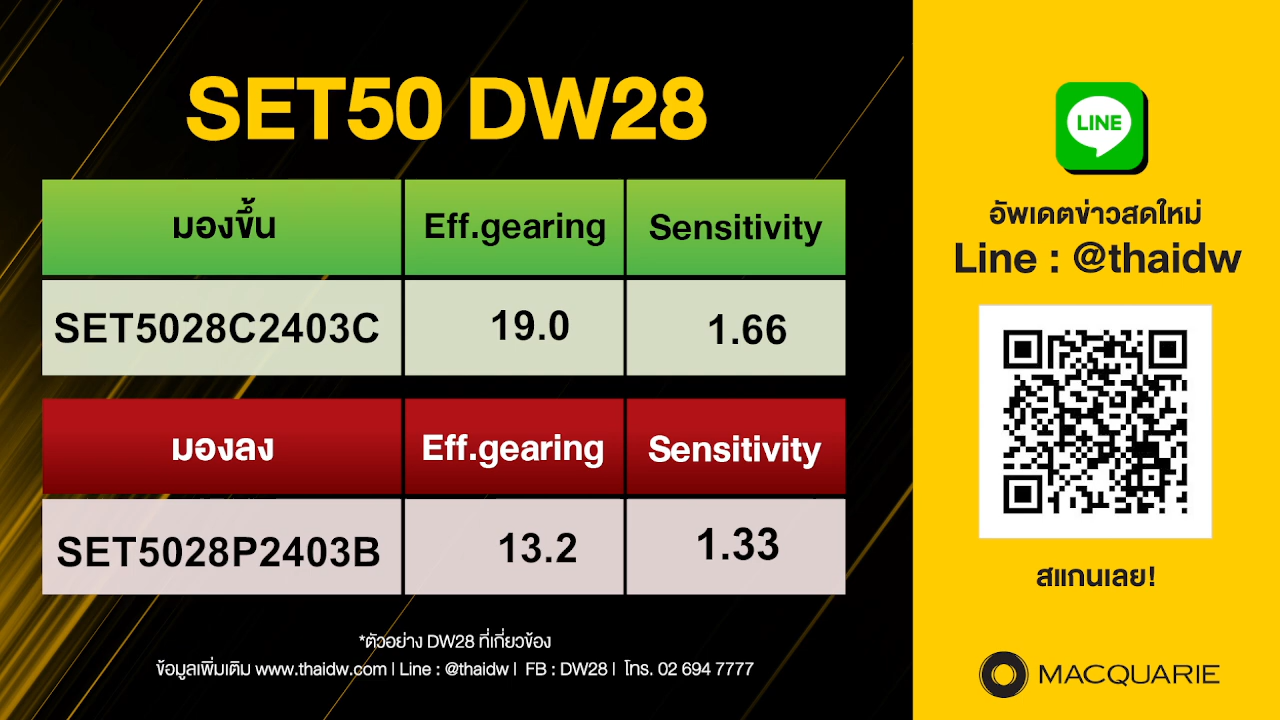 SET50 DW28
มองขึ้น Eff.gearing Sensitivity
SET5028C2403C 19.0 1.66
มองลง Eff.gearing Sensitivity
SET5028P2403B 13.2 1.33
*ตัวอย่าง DW28 ที่เกี่ยวข้อง
ข้อมูลเพิ่มเติม www.thaidw.com | Line : @thaidw | FB : DW28 | โทร. 02 694 7777
LINE
อัพเดตข่าวสดใหม่
Line : @thaidw
สแกนเลย!
MACQUARIE